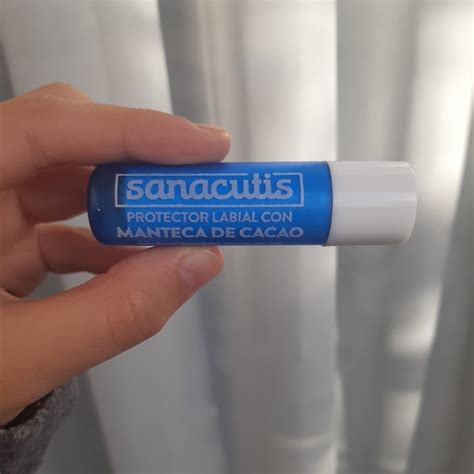 sanacutis
PROTECTOR LABIAL CON
MANTECA DE CACAO